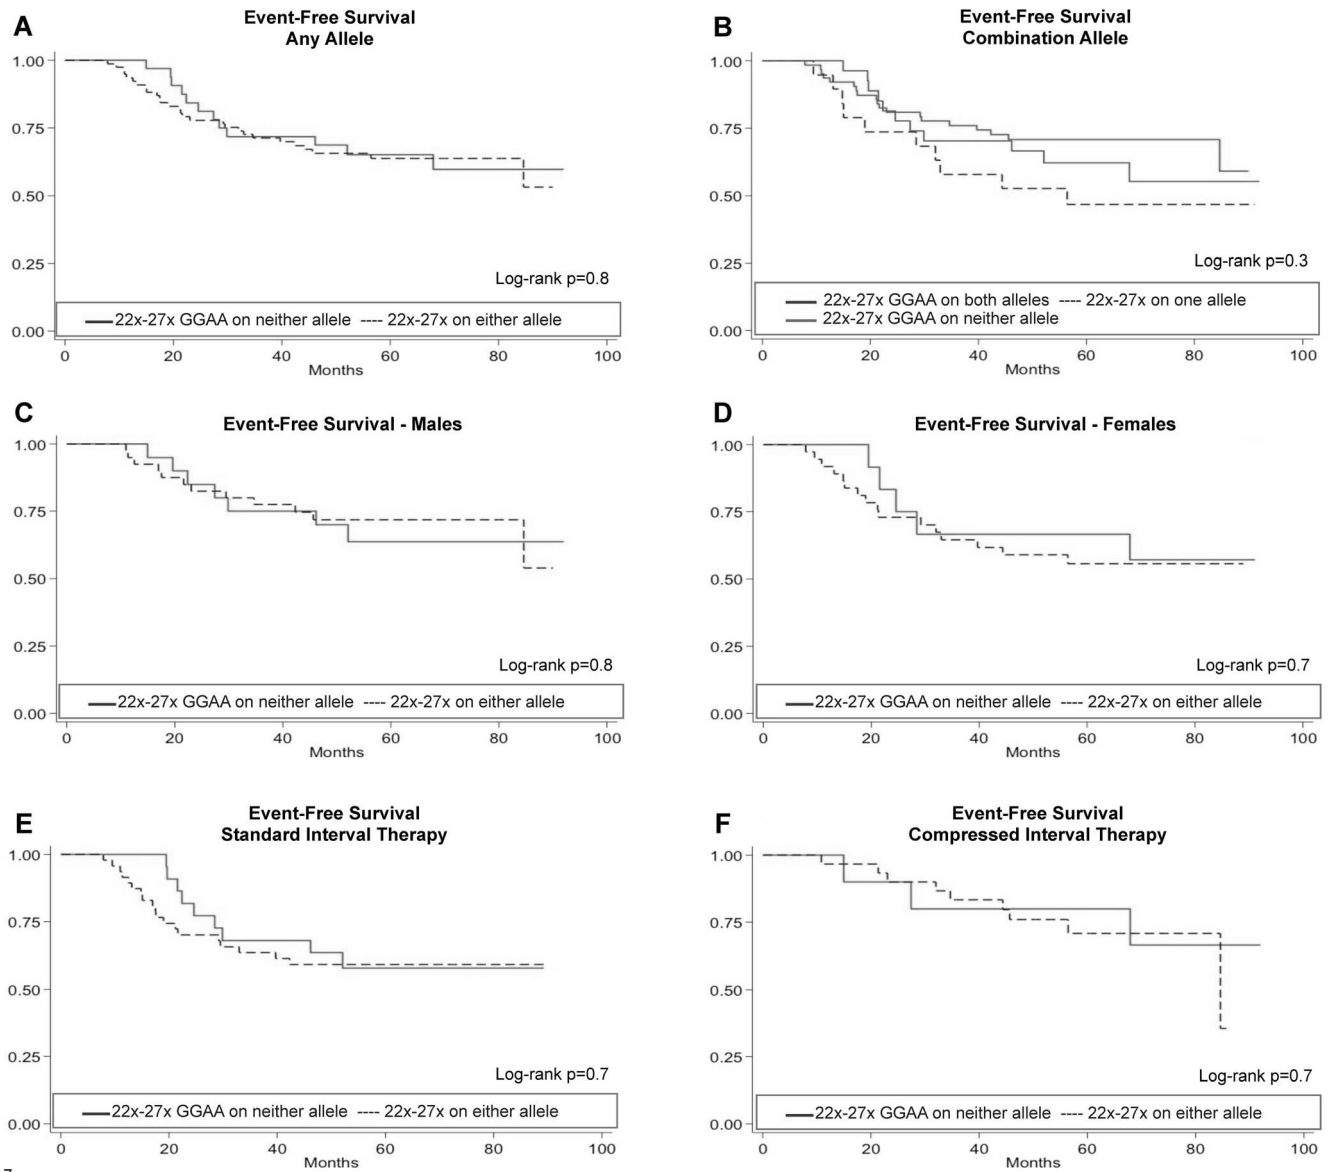 A
Event-Free Survival
Any Allele
1.00
0.75
0.50
0.25
0.00
Log-rank p=0.8
22x-27x GGAA on neither allele ---- 22x-27x on either allele
0 20 40 60 80 100
Months
B
Event-Free Survival
Combination Allele
1.00
0.75
0.50
0.25
0.00
Log-rank p=0.3
22x-27x GGAA on both alleles ---- 22x-27x on one allele
22x-27x GGAA on neither allele
0 20 40 60 80 100
Months
C
Event-Free Survival - Males
1.00
0.75
0.50
0.25
0.00
Log-rank p=0.8
22x-27x GGAA on neither allele ---- 22x-27x on either allele
0 20 40 60 80 100
Months
D
Event-Free Survival - Females
1.00
0.75
0.50
0.25
0.00
Log-rank p=0.7
22x-27x GGAA on neither allele ---- 22x-27x on either allele
0 20 40 60 80 100
Months
E
Event-Free Survival
Standard Interval Therapy
1.00
0.75
0.50
0.25
0.00
Log-rank p=0.7
22x-27x GGAA on neither allele ---- 22x-27x on either allele
0 20 40 60 80 100
Months
F
Event-Free Survival
Compressed Interval Therapy
1.00
0.75
0.50
0.25
0.00
Log-rank p=0.7
22x-27x GGAA on neither allele ---- 22x-27x on either allele
0 20 40 60 80 100
Months